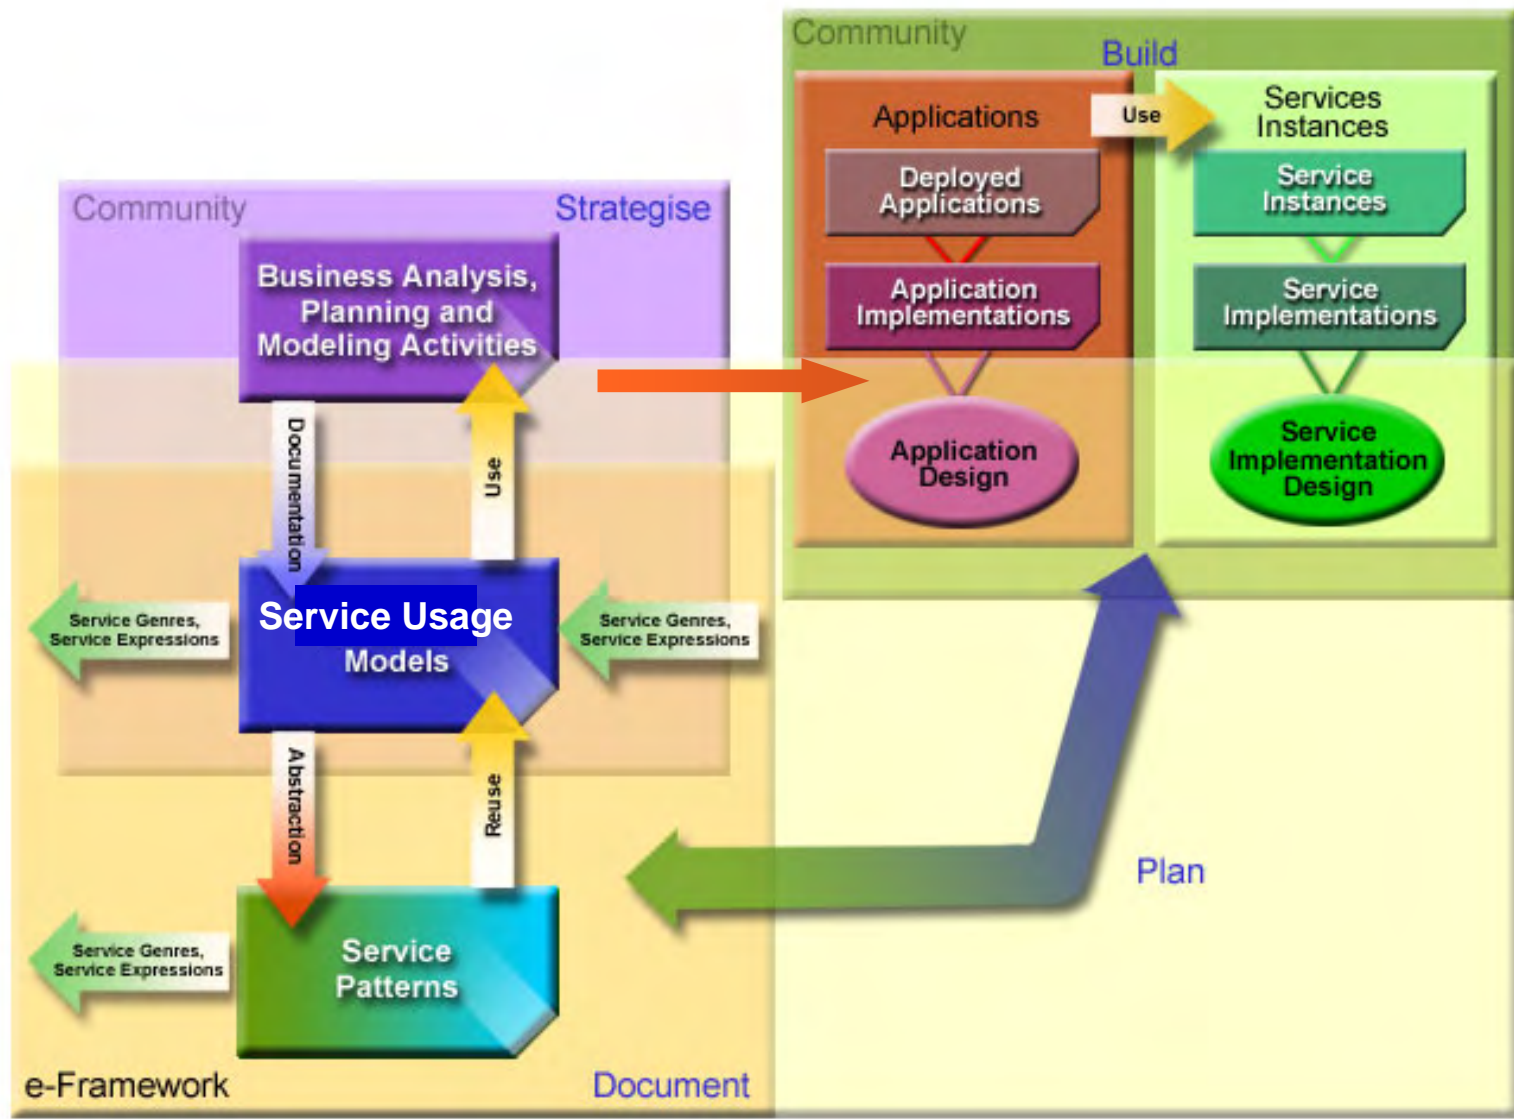 Community
Build
Applications
Use
Services
Instances
Deployed
Applications
Service
Instances
Application
Implementations
Service
Implementations
Application
Design
Service
Implementation
Design
Community
Strategise
Business Analysis,
Planning and
Modeling Activities
Documentation
Use
Service Genres,
Service Expressions
Service Usage
Models
Service Genres,
Service Expressions
Abstraction
Reuse
Plan
Service Genres,
Service Expressions
Service
Patterns
e-Framework
Document